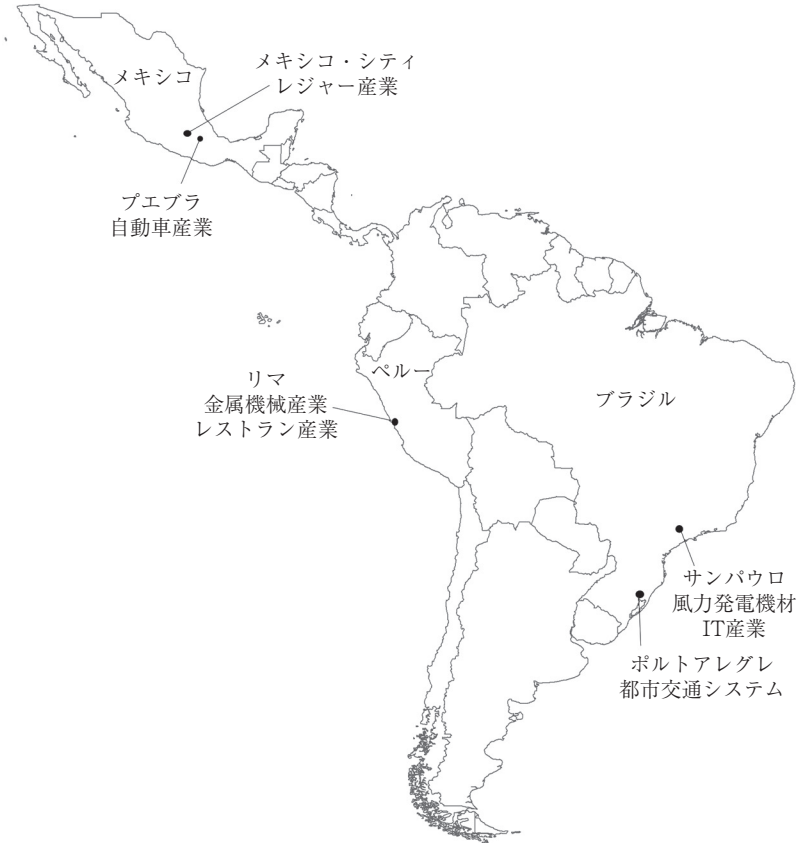 メキシコ
メキシコ・シティ
レジャー産業
プエブラ
自動車産業
ペルー
リマ
金属機械産業
レストラン産業
ブラジル
サンパウロ
風力発電機材
IT産業
ポルトアレグレ
都市交通システム